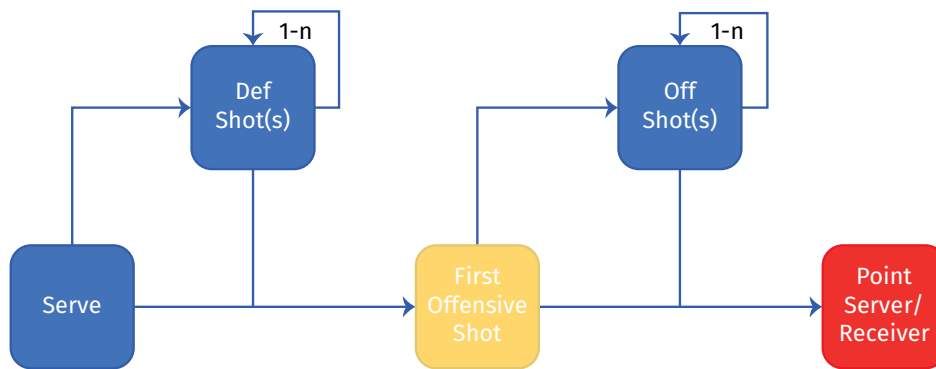 1-n
Def
Shot(s)
1-n
Off
Shot(s)
Serve
First
Offensive
Shot
Point
Server/
Receiver